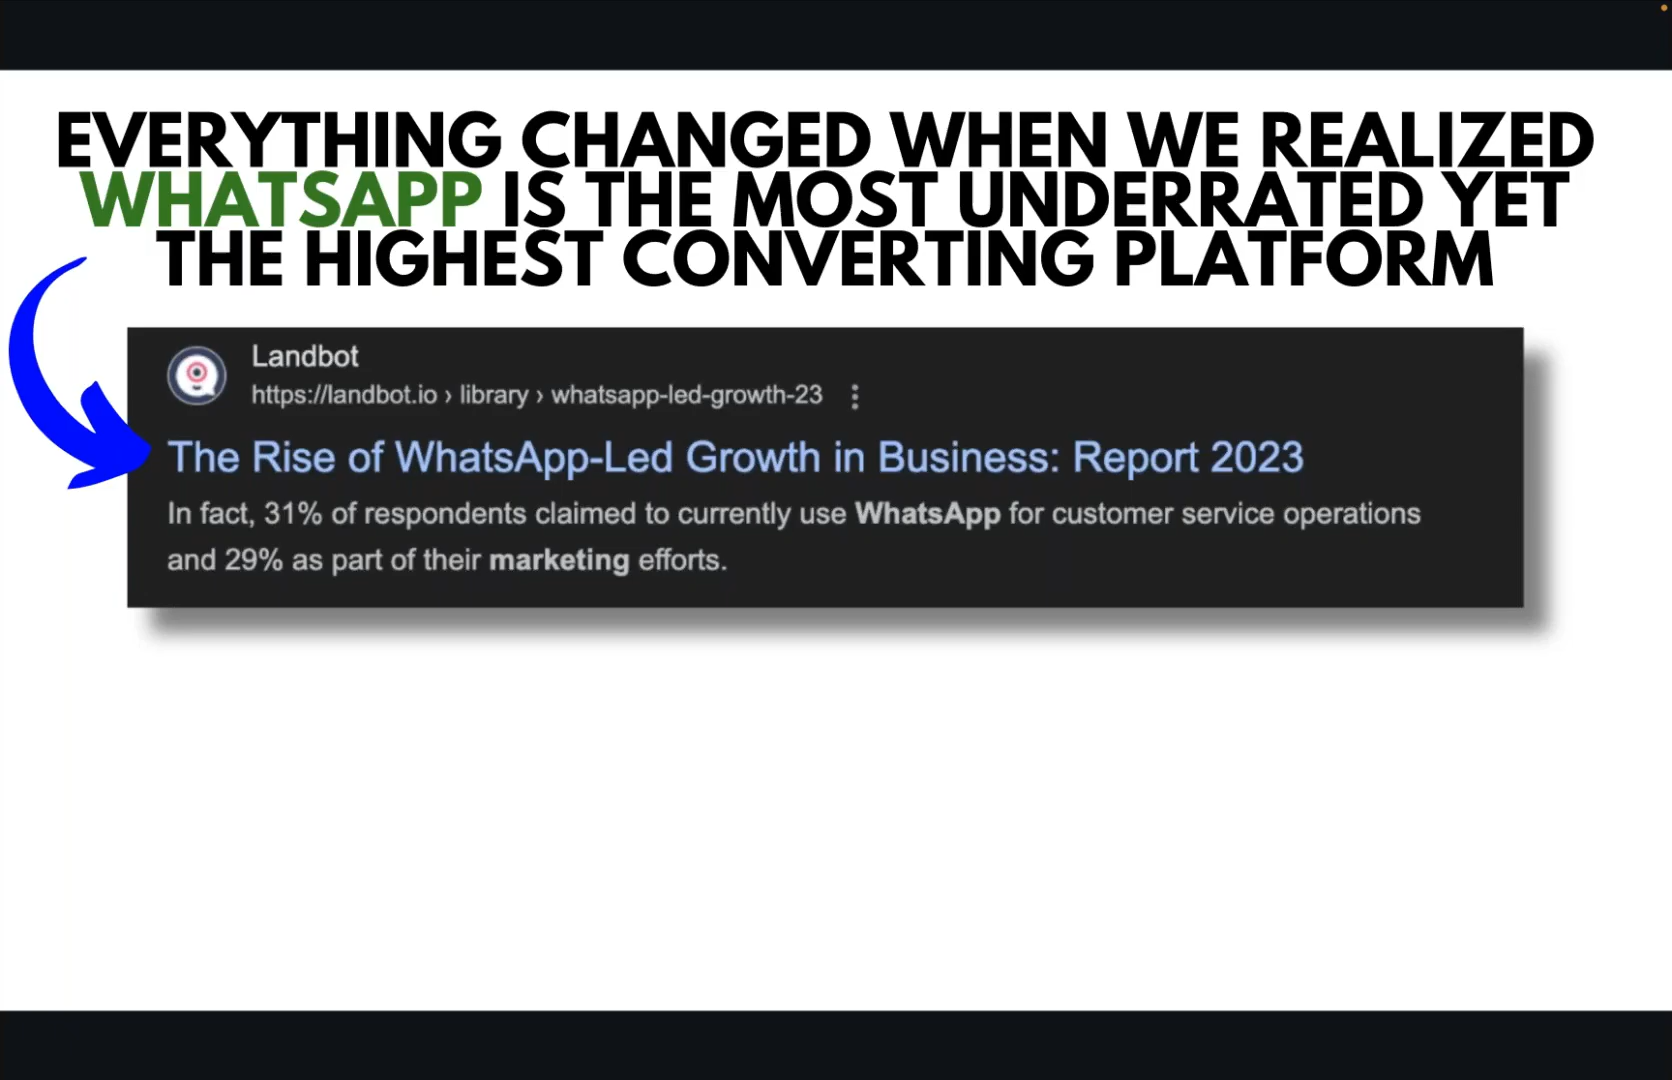 EVERYTHING CHANGED WHEN WE REALIZED
WHATSAPP IS THE MOST UNDERRATED YET
THE HIGHEST CONVERTING PLATFORM
Landbot
https://landbot.io › library › whatsapp-led-growth-23
The Rise of WhatsApp-Led Growth in Business: Report 2023
In fact, 31% of respondents claimed to currently use WhatsApp for customer service operations
and 29% as part of their marketing efforts.